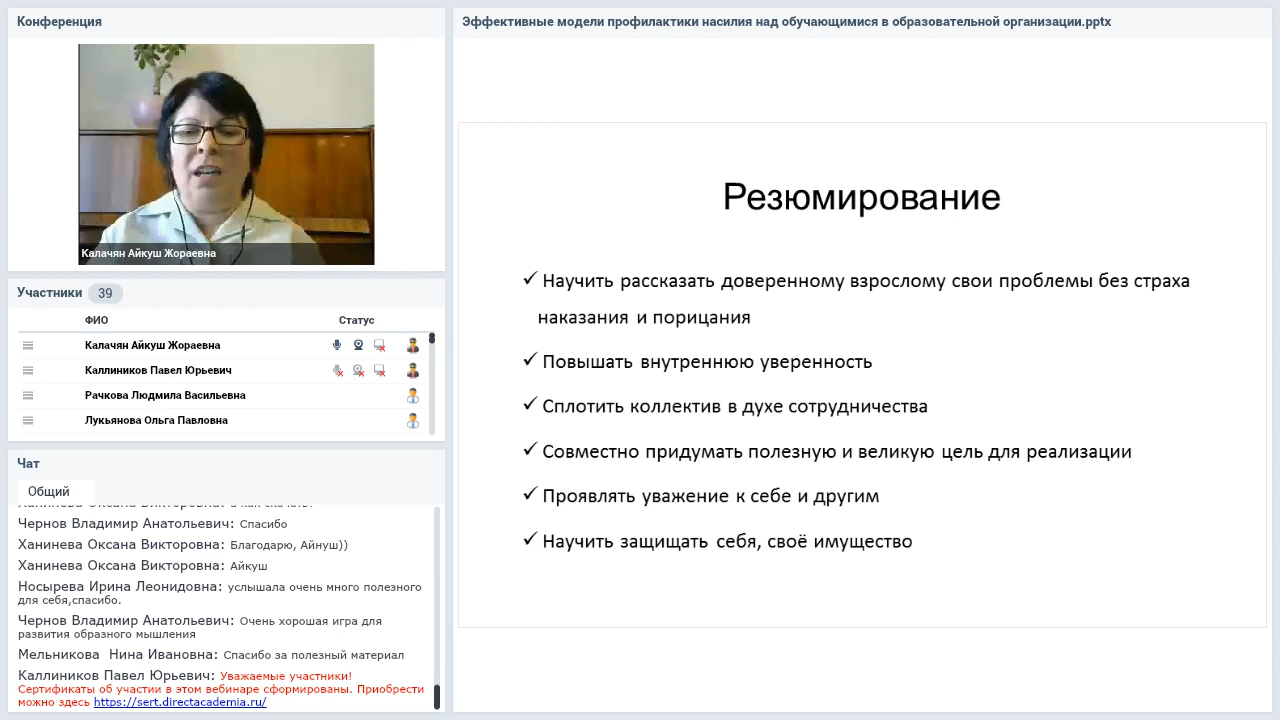 Конференция
Калачян Айкуш Жораевна
Участники 39
ФИО Статус
Калачян Айкуш Жораевна
Каллиников Павел Юрьевич
Рачкова Людмила Васильевна
Лукьянова Ольга Павловна
Чат
Общий
Чернов Владимир Анатольевич: Спасибо
Ханинева Оксана Викторовна: Благодарю, Айнуш))
Ханинева Оксана Викторовна: Айкуш
Носырева Ирина Леонидовна: услышала очень много полезного
для себя,спасибо.
Чернов Владимир Анатольевич: Очень хорошая игра для
развития образного мышления
Мельникова  Нина Ивановна: Спасибо за полезный материал
Каллиников Павел Юрьевич: Уважаемые участники!
Сертификаты об участии в этом вебинаре сформированы. Приобрести
можно здесь https://sert.directacademia.ru/
Эффективные модели профилактики насилия над обучающимися в образовательной организации.pptx
Резюмирование
✓ Научить рассказать доверенному взрослому свои проблемы без страха
наказания и порицания
✓ Повышать внутреннюю уверенность
✓ Сплотить коллектив в духе сотрудничества
✓ Совместно придумать полезную и великую цель для реализации
✓ Проявлять уважение к себе и другим
✓ Научить защищать себя, своё имущество